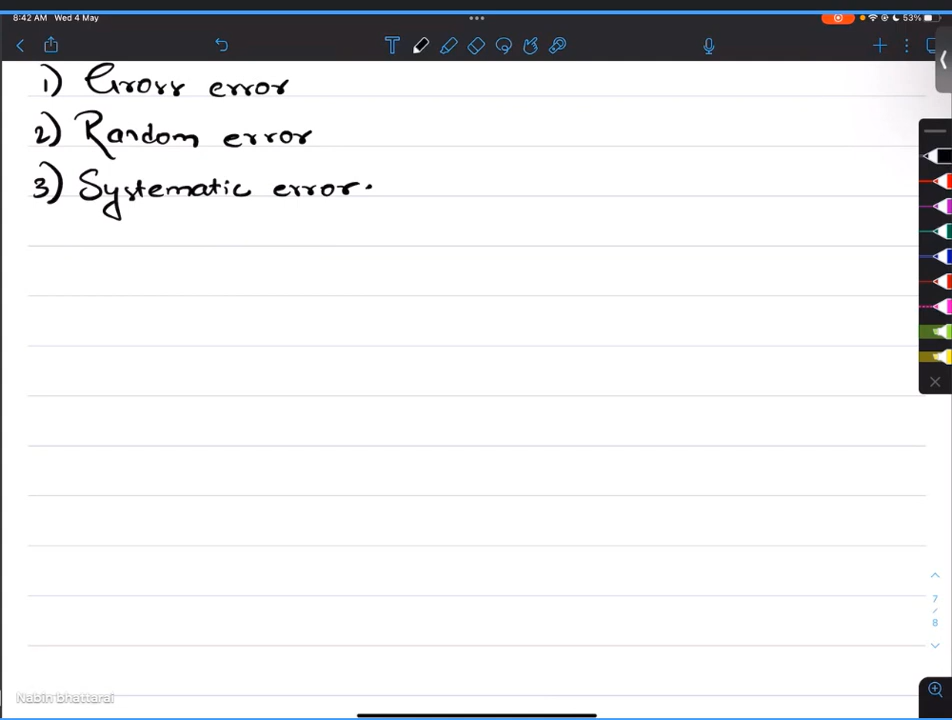 8:42 AM Wed 4 May
53%
T
1) Gross error
2) Random error
3) Systematic error.
7
/
8
Nabin bhattarai